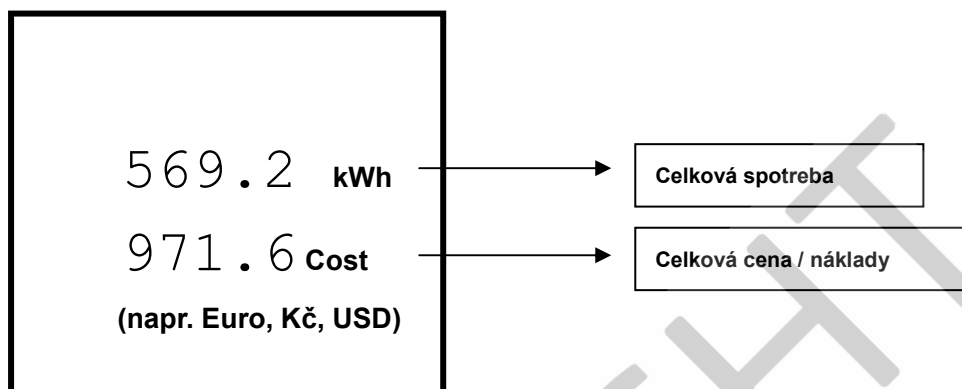 569.2 kWh
Celková spotreba
971.6 Cost
Celková cena / náklady
(napr. Euro, Kč, USD)